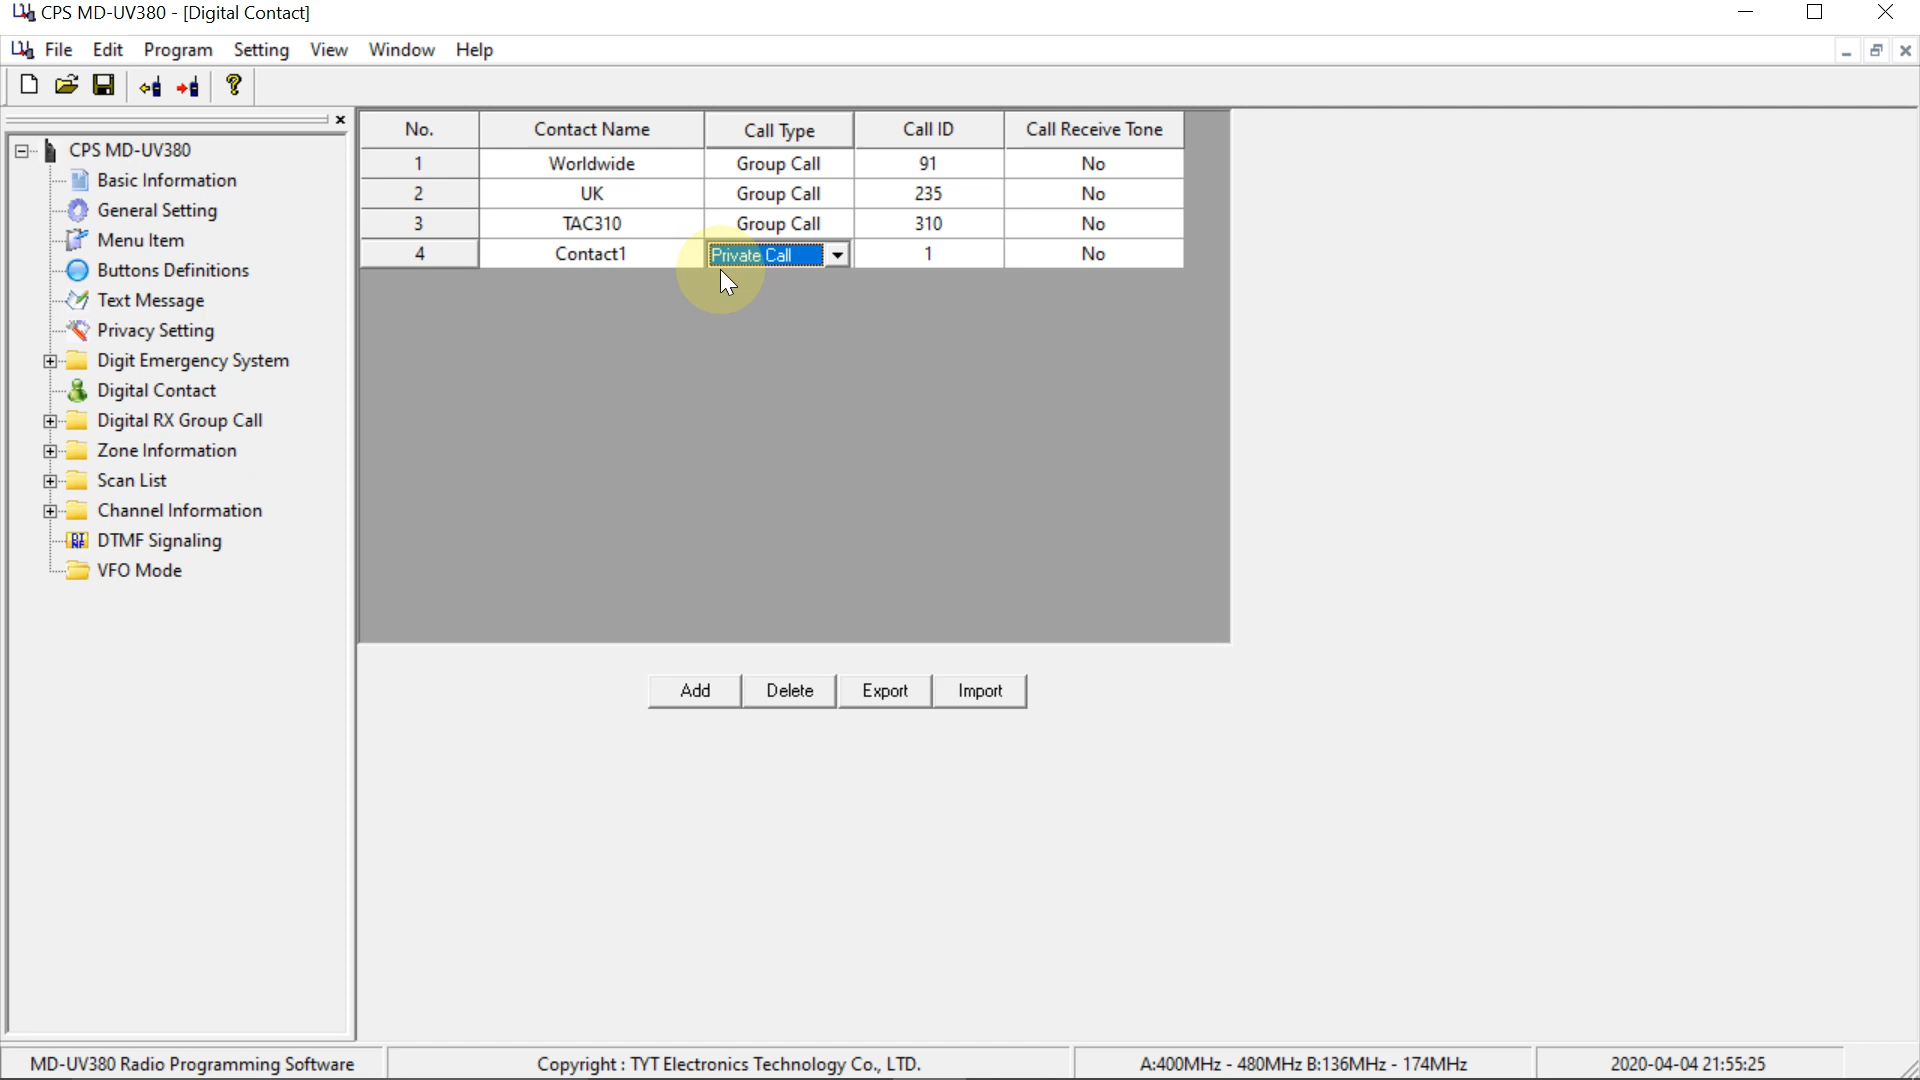 CPS MD-UV380 - [Digital Contact]
File Edit Program Setting View Window Help
CPS MD-UV380
Basic Information
General Setting
Menu Item
Buttons Definitions
Text Message
Privacy Setting
Digit Emergency System
Digital Contact
Digital RX Group Call
Zone Information
Scan List
Channel Information
DTMF Signaling
VFO Mode
No. Contact Name Call Type Call ID Call Receive Tone
1 Worldwide Group Call 91 No
2 UK Group Call 235 No
3 TAC310 Group Call 310 No
4 Contact1 Private Call 1 No
Add Delete Export Import
MD-UV380 Radio Programming Software Copyright : TYT Electronics Technology Co., LTD. A:400MHz - 480MHz B:136MHz - 174MHz 2020-04-04 21:55:25